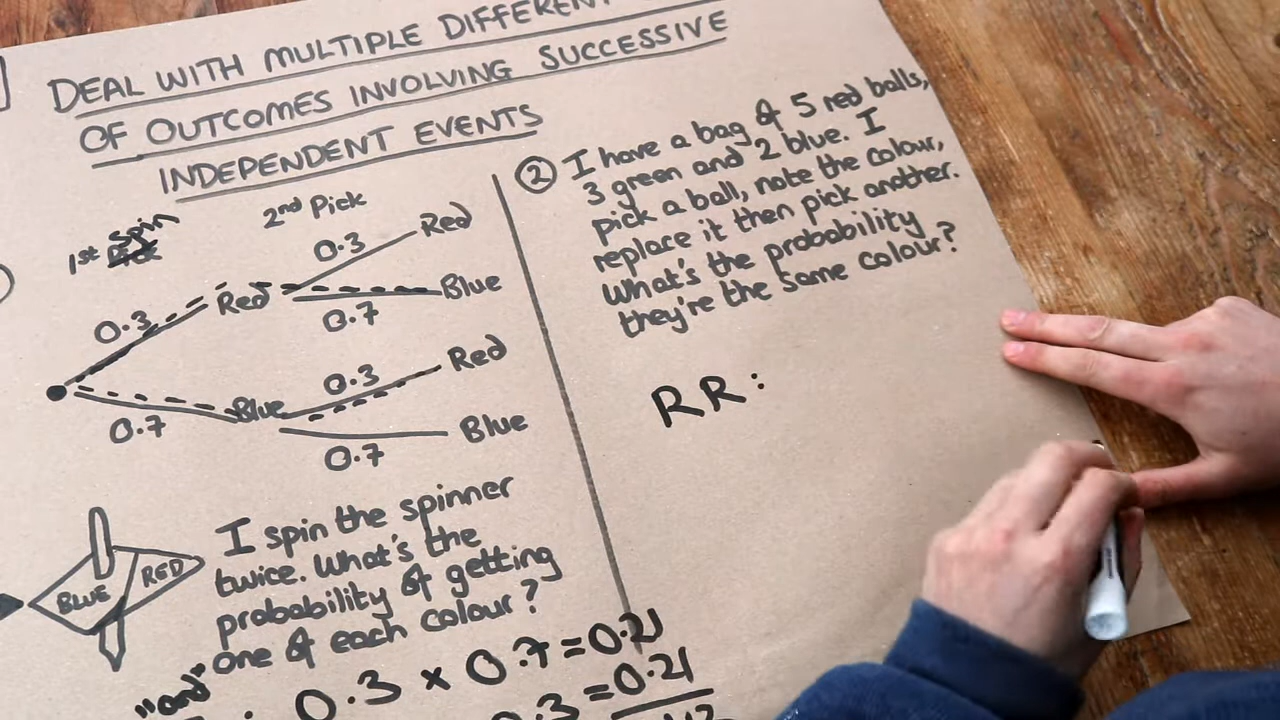 DEAL WITH MULTIPLE DIFFERENT
OF OUTCOMES INVOLVING SUCCESSIVE
INDEPENDENT EVENTS
1st Spin
2nd Pick
0.3
Red
0.3
Red
0.7
Blue
0.7
Blue
0.3
Red
0.7
Blue
BLUE
RED
I spin the spinner
twice. What's the
probability of getting
one of each colour?
"and"
0.3 × 0.7 = 0.21
0.3 = 0.21
2
I have a bag of 5 red balls,
3 green and 2 blue. I
pick a ball, note the colour,
replace it then pick another.
What's the probability
they're the same colour?
RR: